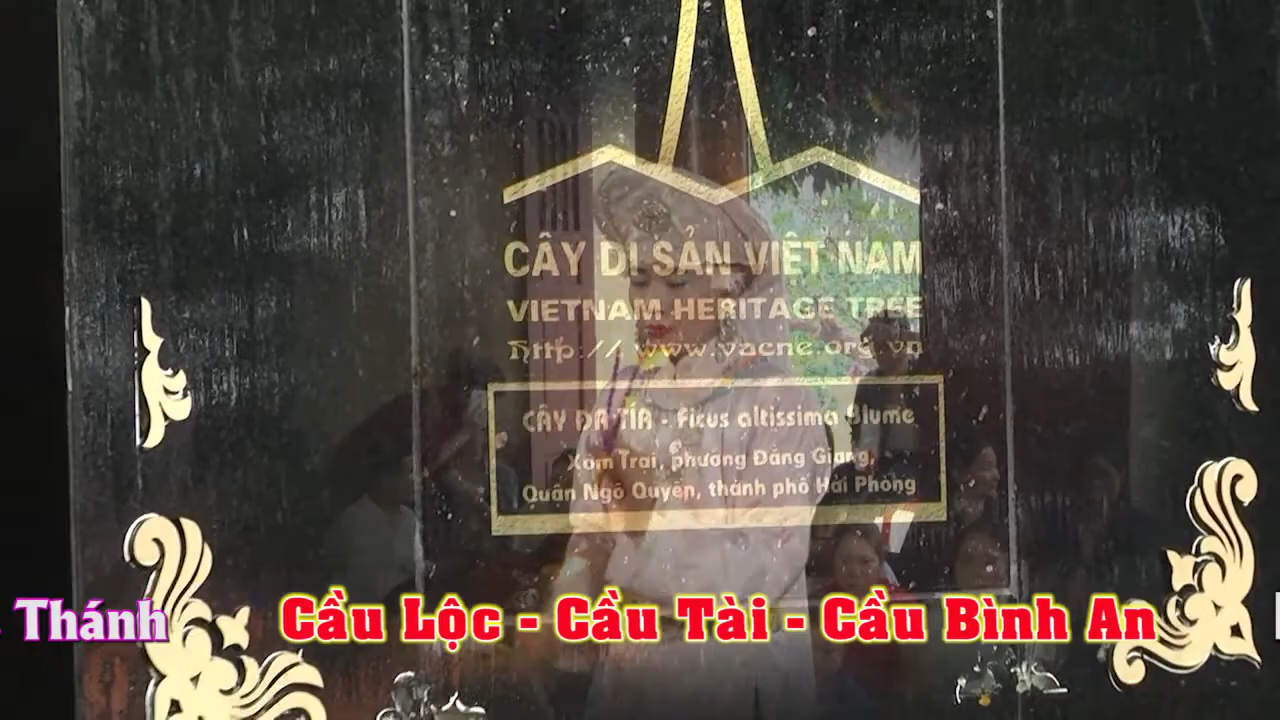 CÂY DI SẢN VIỆT NAM
VIETNAM HERITAGE TREE
http://www.vacne.org.vn
CÂY ĐA TÍA - Ficus altissima Blume
Xóm Trại, phường Đằng Giang,
Quận Ngô Quyền, thành phố Hải Phòng
Thánh Cầu Lộc - Cầu Tài - Cầu Bình An